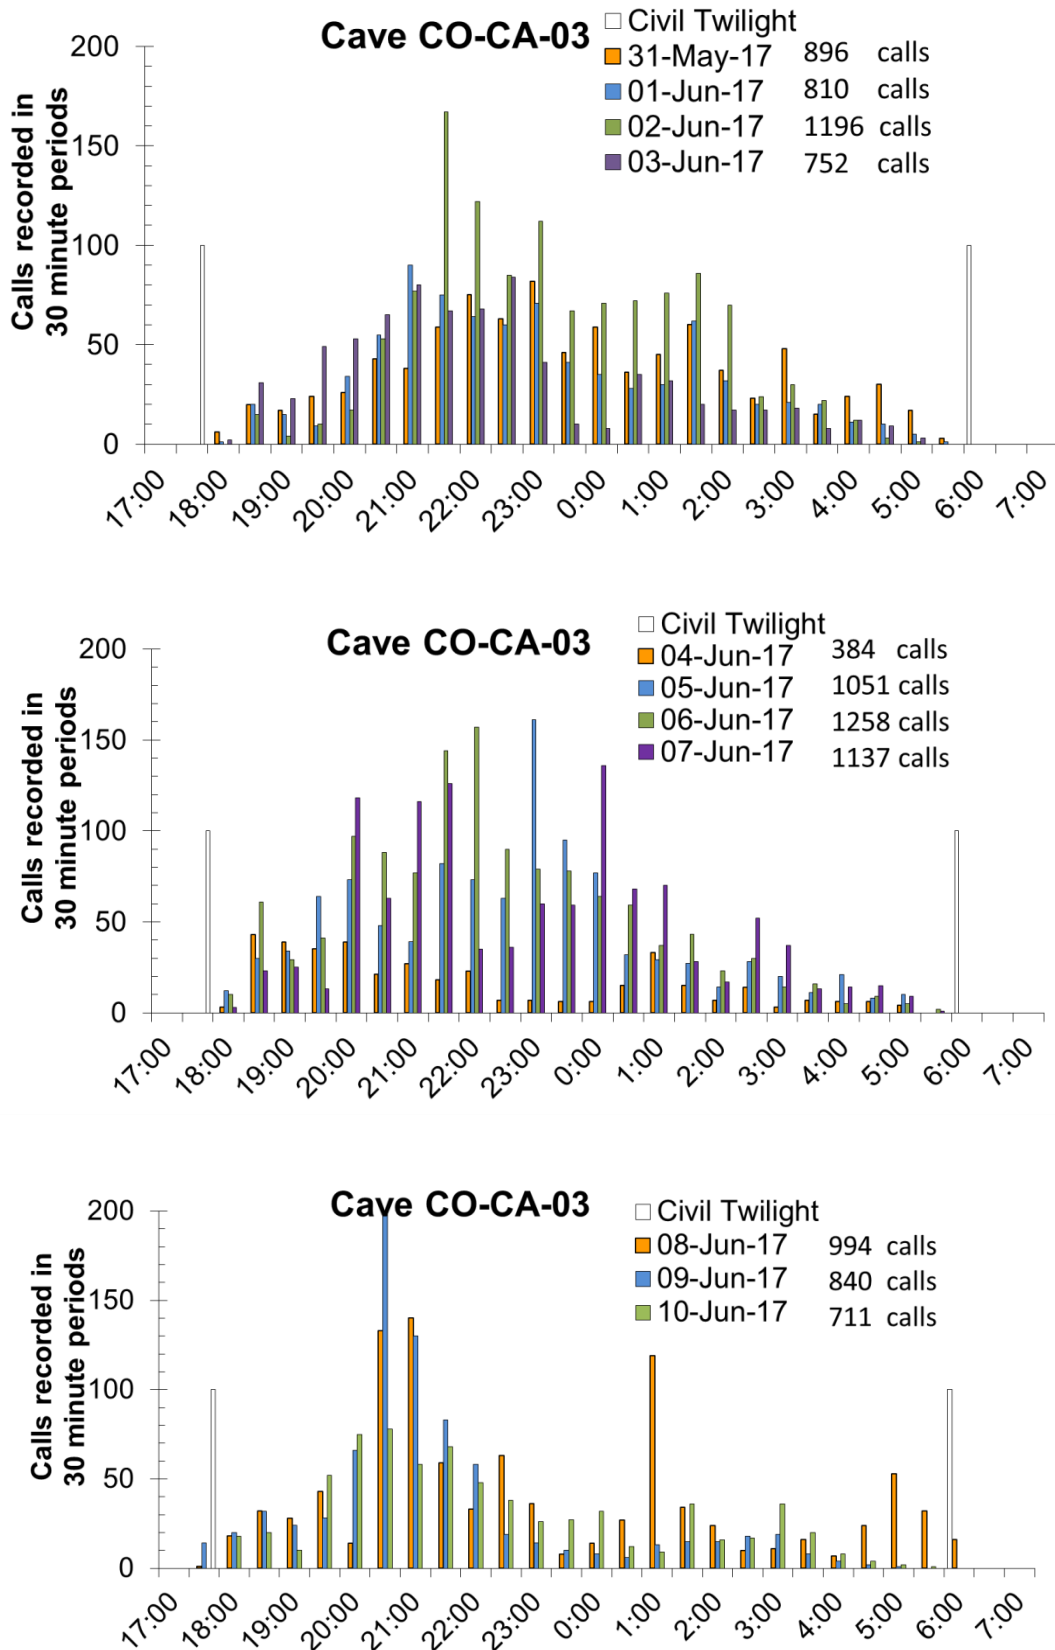 Cave CO-CA-03
Civil Twilight
31-May-17 896 calls
01-Jun-17 810 calls
02-Jun-17 1196 calls
03-Jun-17 752 calls
Calls recorded in
30 minute periods
200
150
100
50
0
17:00 18:00 19:00 20:00 21:00 22:00 23:00 0:00 1:00 2:00 3:00 4:00 5:00 6:00 7:00
Cave CO-CA-03
Civil Twilight
04-Jun-17 384 calls
05-Jun-17 1051 calls
06-Jun-17 1258 calls
07-Jun-17 1137 calls
Calls recorded in
30 minute periods
200
150
100
50
0
17:00 18:00 19:00 20:00 21:00 22:00 23:00 0:00 1:00 2:00 3:00 4:00 5:00 6:00 7:00
Cave CO-CA-03
Civil Twilight
08-Jun-17 994 calls
09-Jun-17 840 calls
10-Jun-17 711 calls
Calls recorded in
30 minute periods
200
150
100
50
0
17:00 18:00 19:00 20:00 21:00 22:00 23:00 0:00 1:00 2:00 3:00 4:00 5:00 6:00 7:00